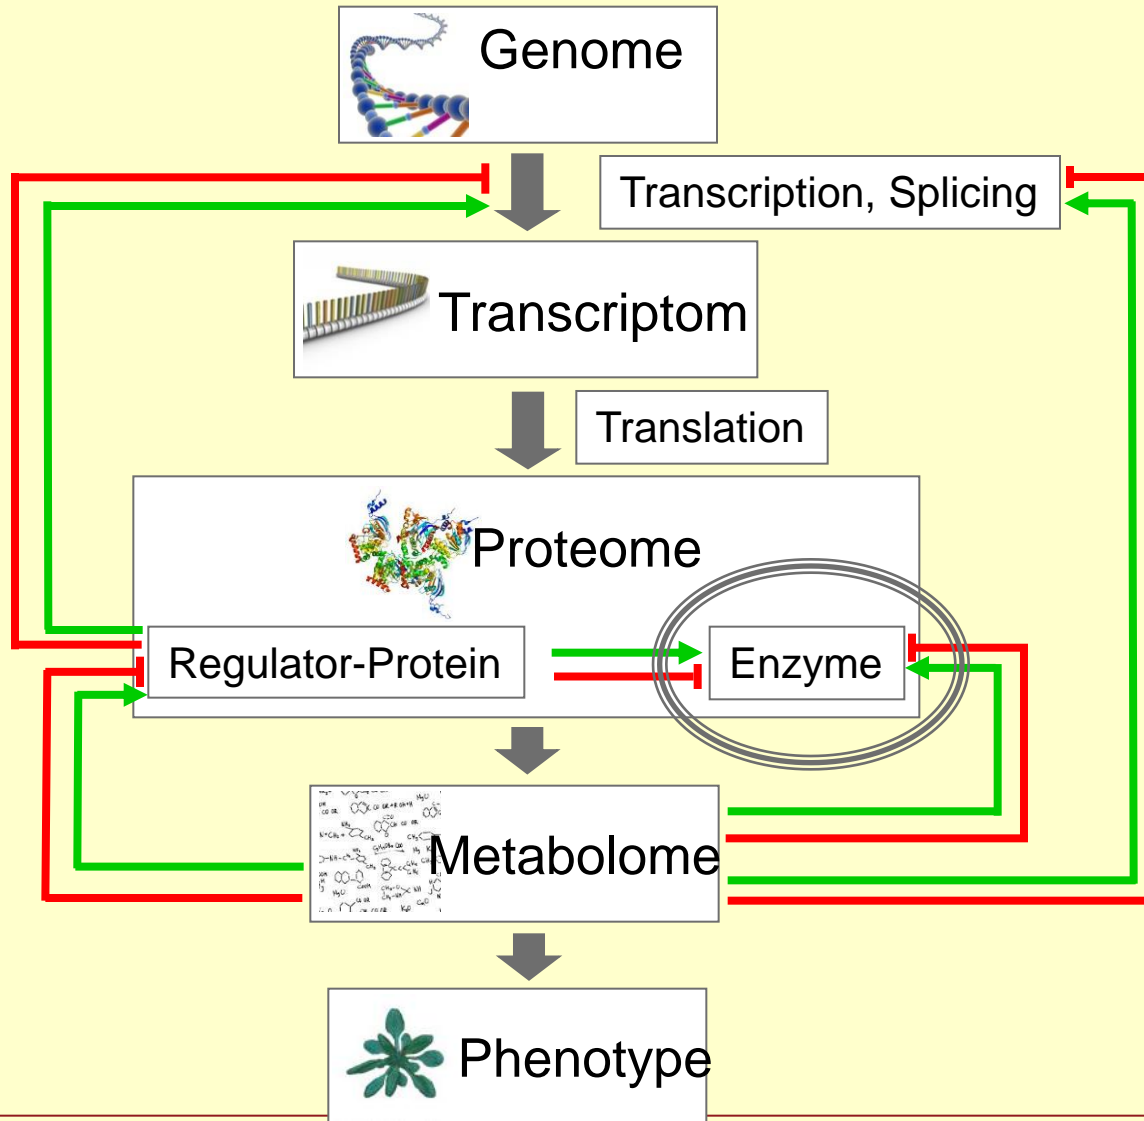 Genome
Transcription, Splicing
Transcriptom
Translation
Proteome
Regulator-Protein
Enzyme
Metabolome
Phenotype